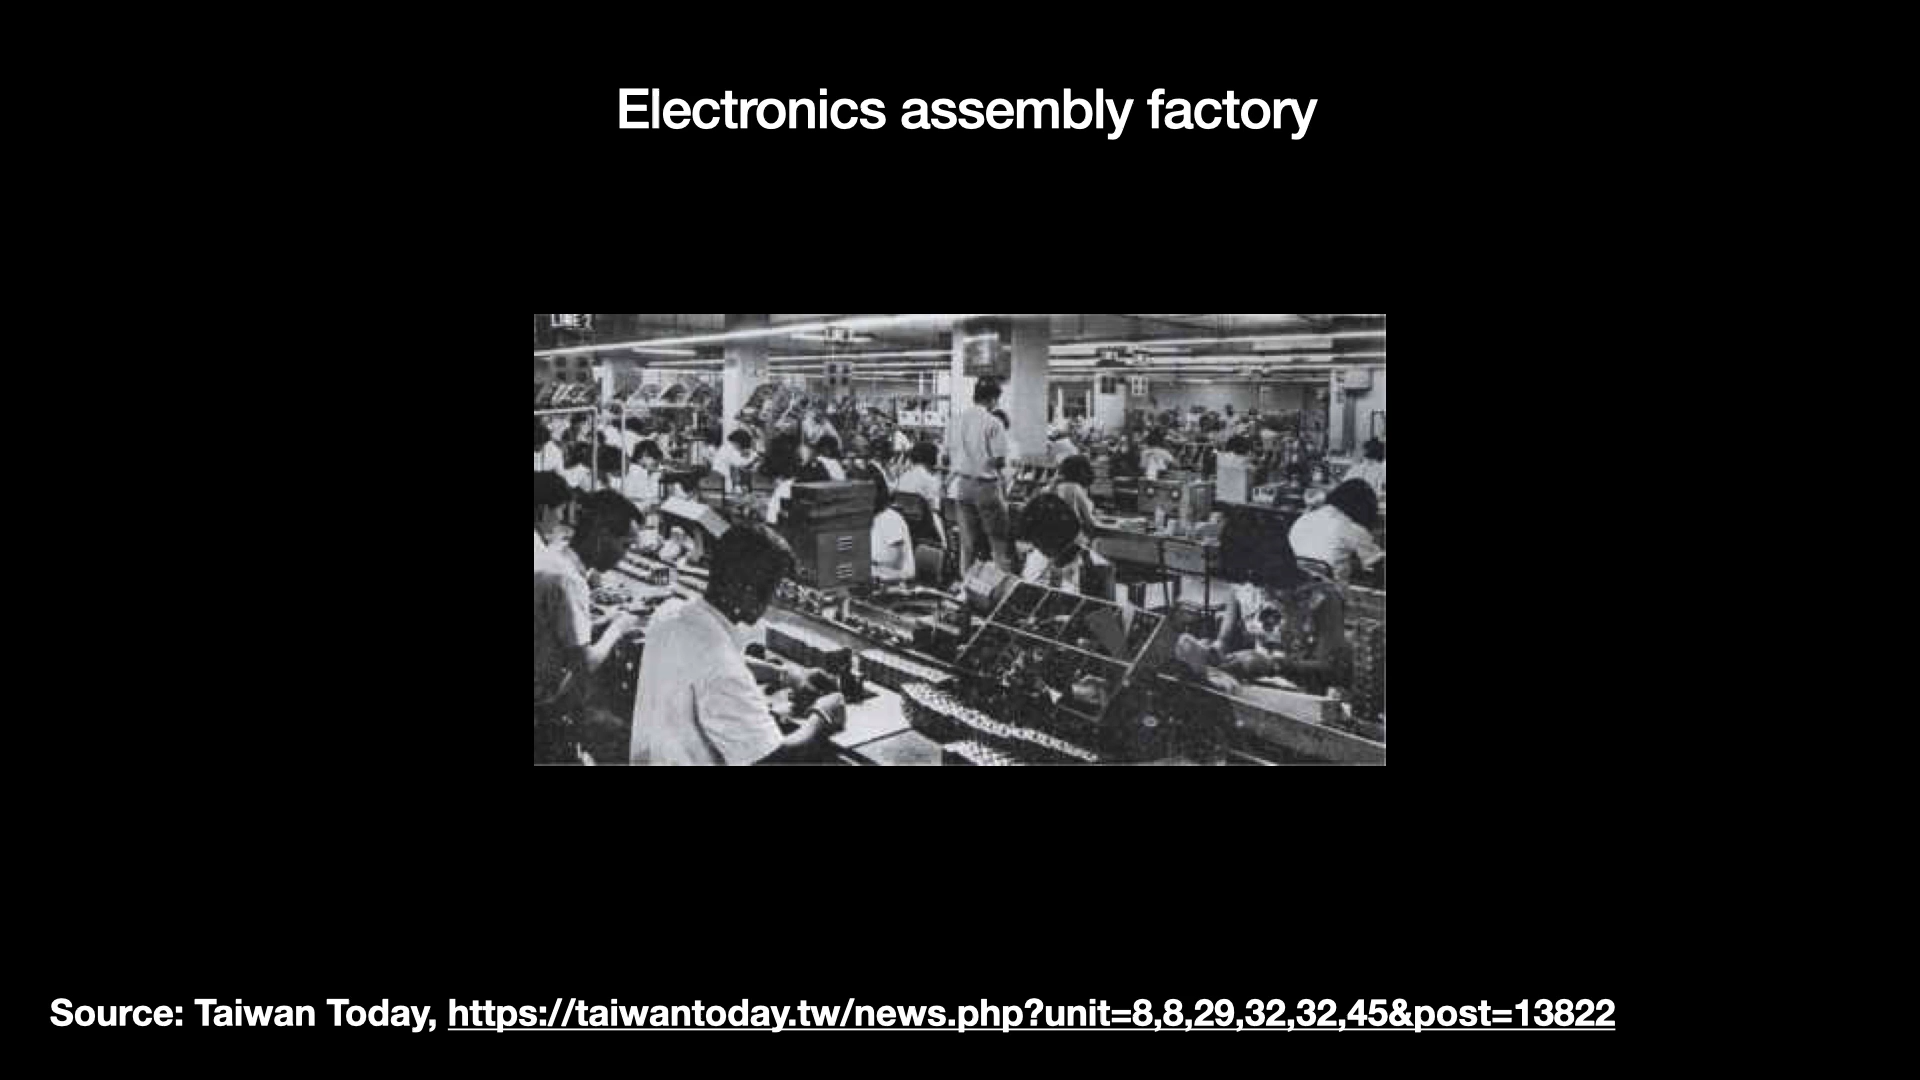 Electronics assembly factory
Source: Taiwan Today, https://taiwantoday.tw/news.php?unit=8,8,29,32,32,45&post=13822